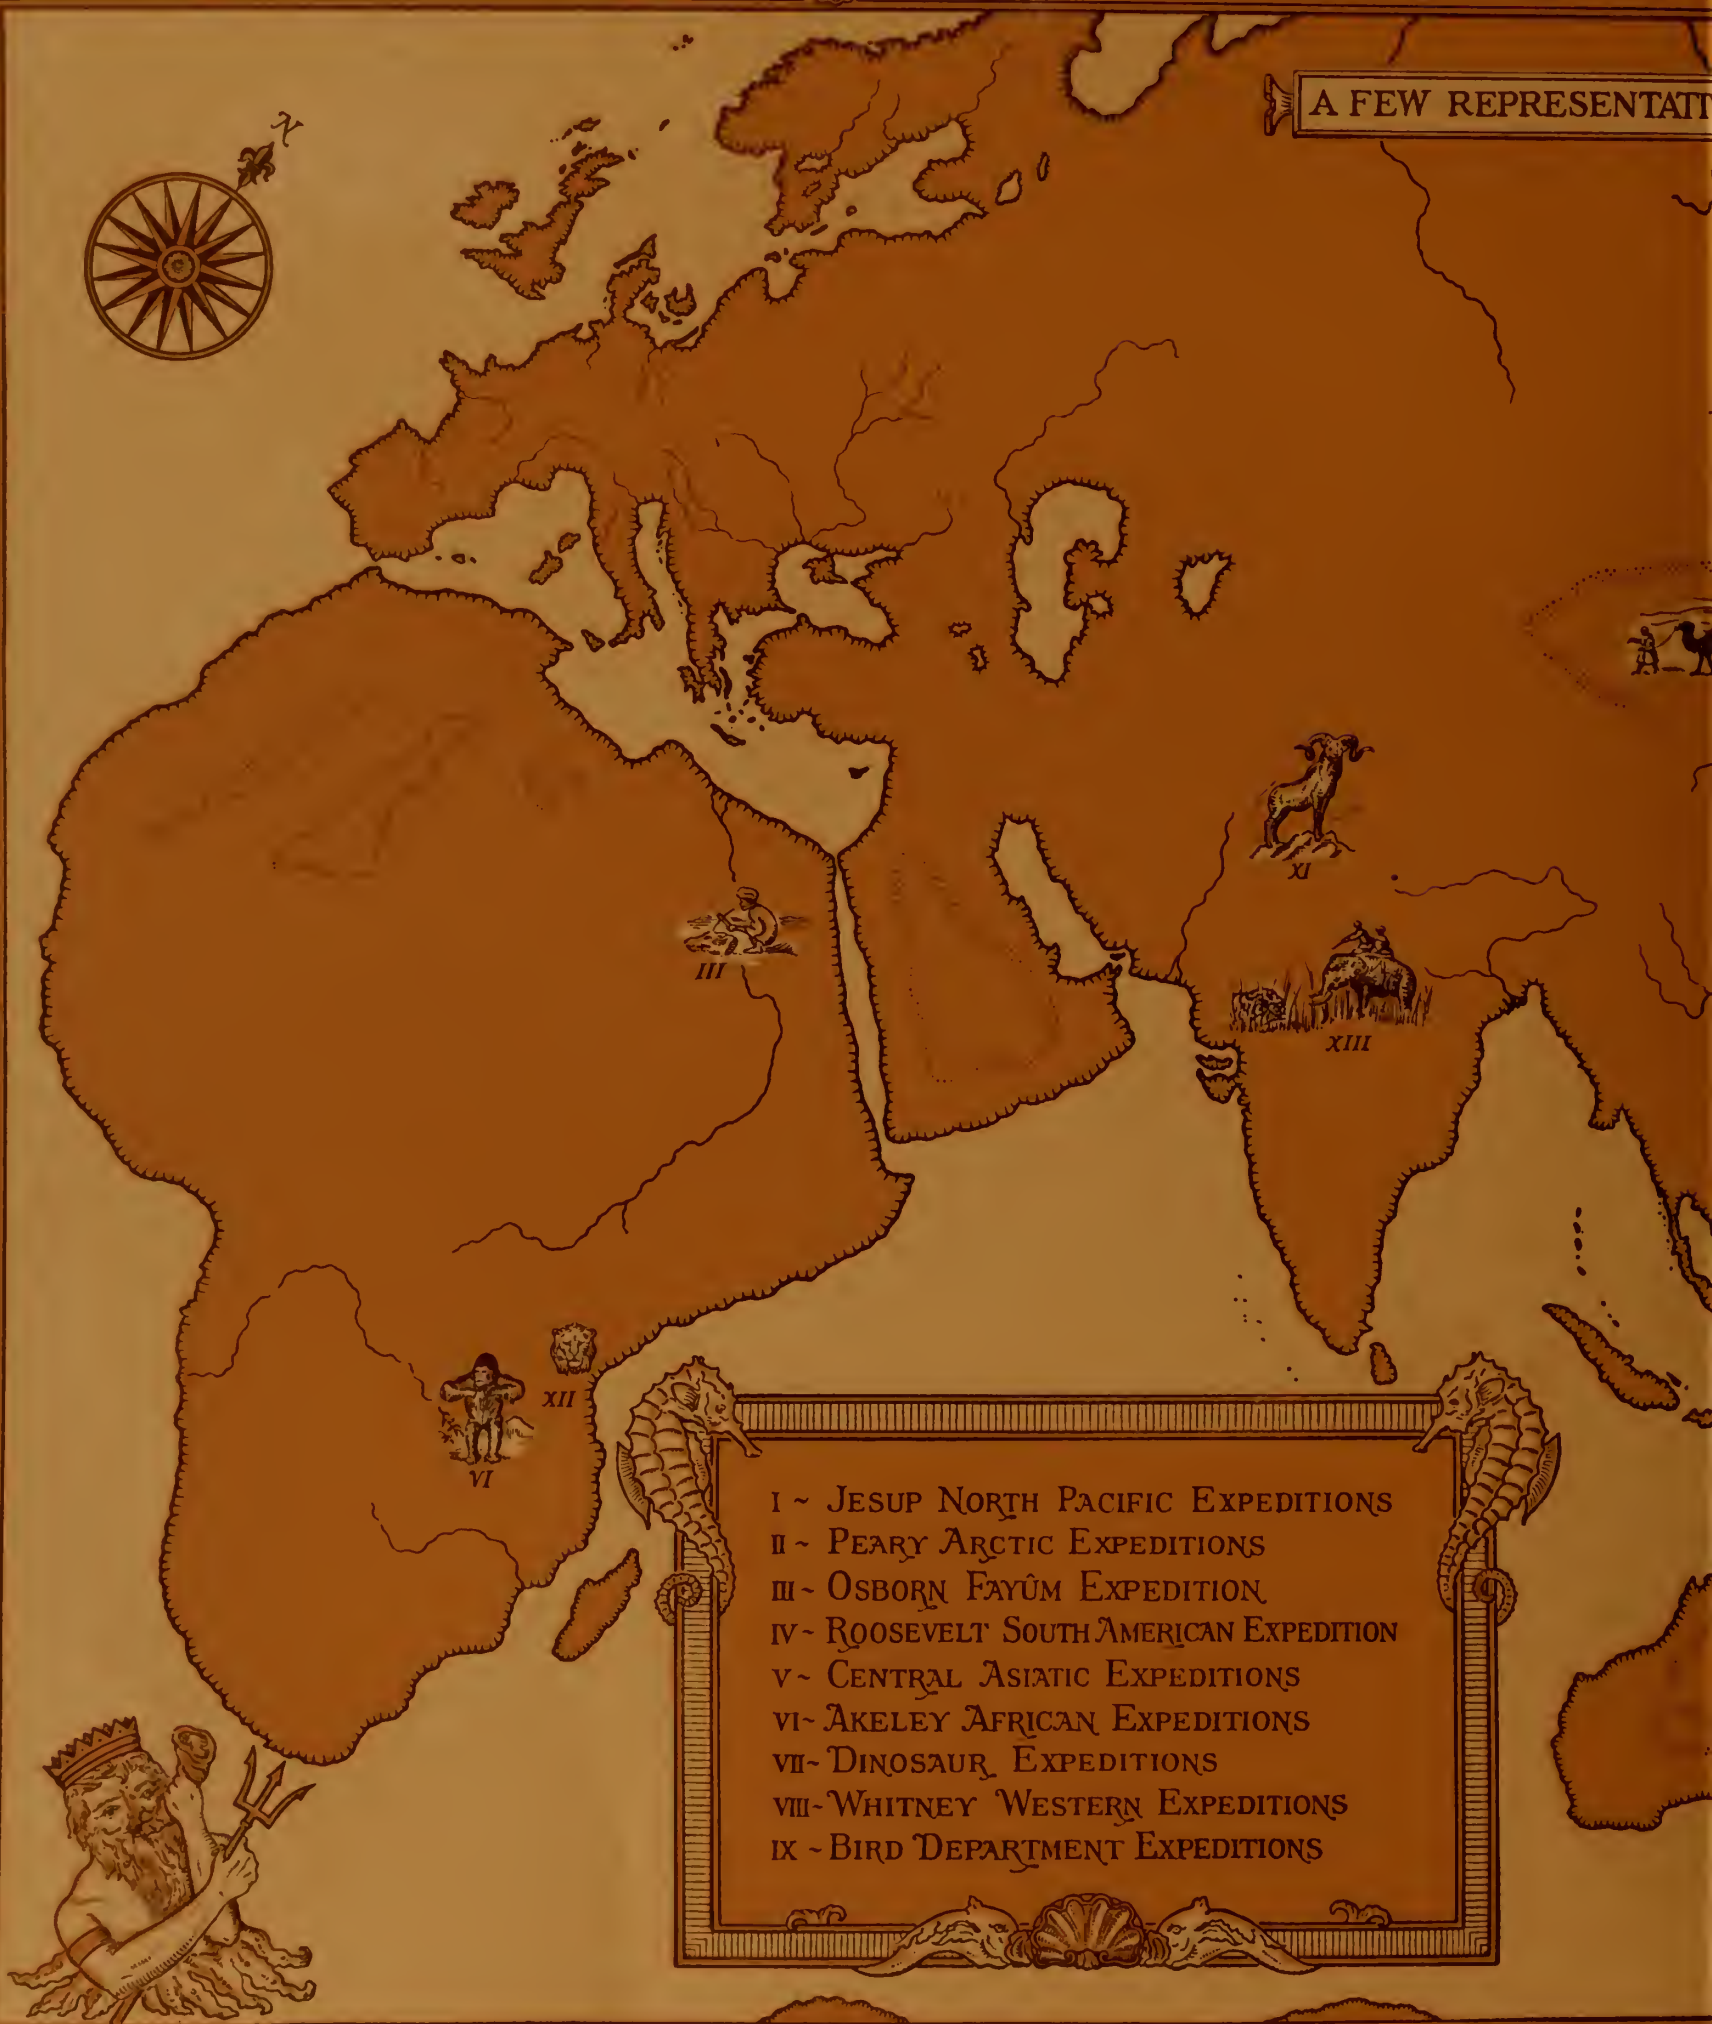 N
A FEW REPRESENTATI
XI
III
XIII
XII
VI
I ~ JESUP NORTH PACIFIC EXPEDITIONS
II ~ PEARY ARCTIC EXPEDITIONS
III ~ OSBORN FAYÛM EXPEDITION
IV ~ ROOSEVELT SOUTH AMERICAN EXPEDITION
V ~ CENTRAL ASIATIC EXPEDITIONS
VI ~ AKELEY AFRICAN EXPEDITIONS
VII ~ DINOSAUR EXPEDITIONS
VIII ~ WHITNEY WESTERN EXPEDITIONS
IX ~ BIRD DEPARTMENT EXPEDITIONS